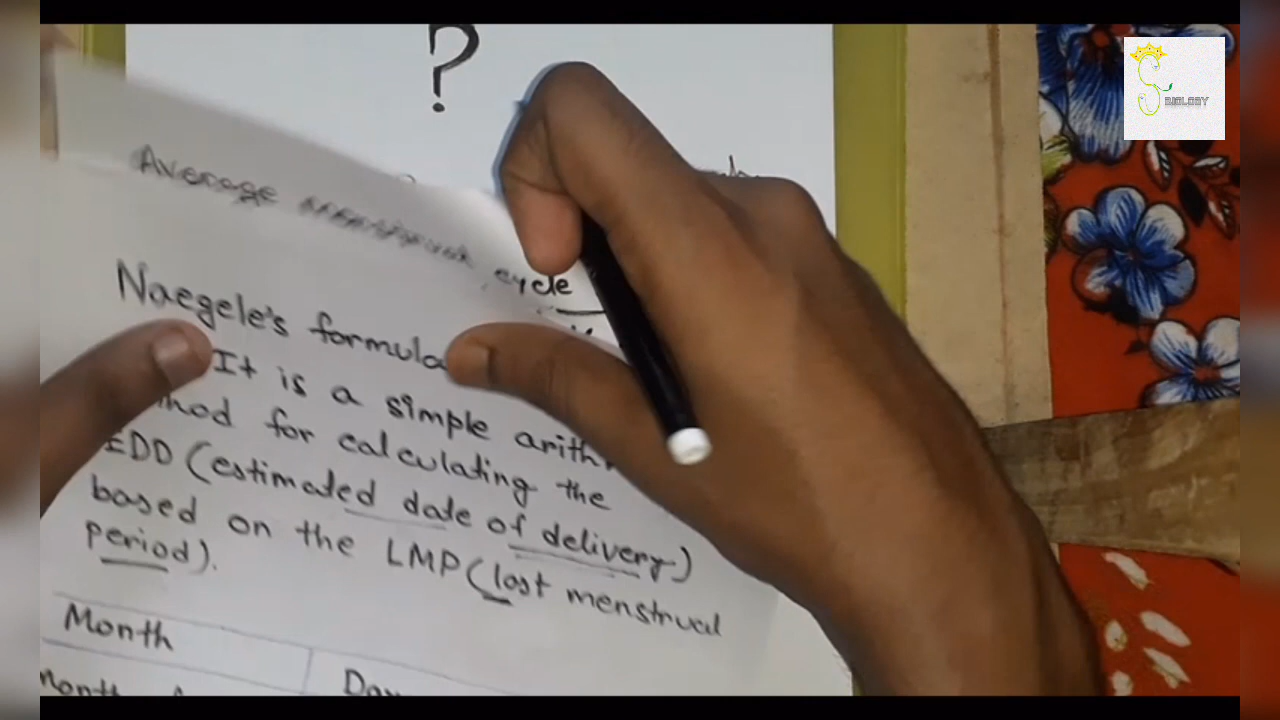 ?
Average menstrual cycle
Naegele's formula
It is a simple arith
hod for calculating the
EDD (estimated date of delivery)
based on the LMP (last menstrual
period).
Month
Day
BIOLOGY